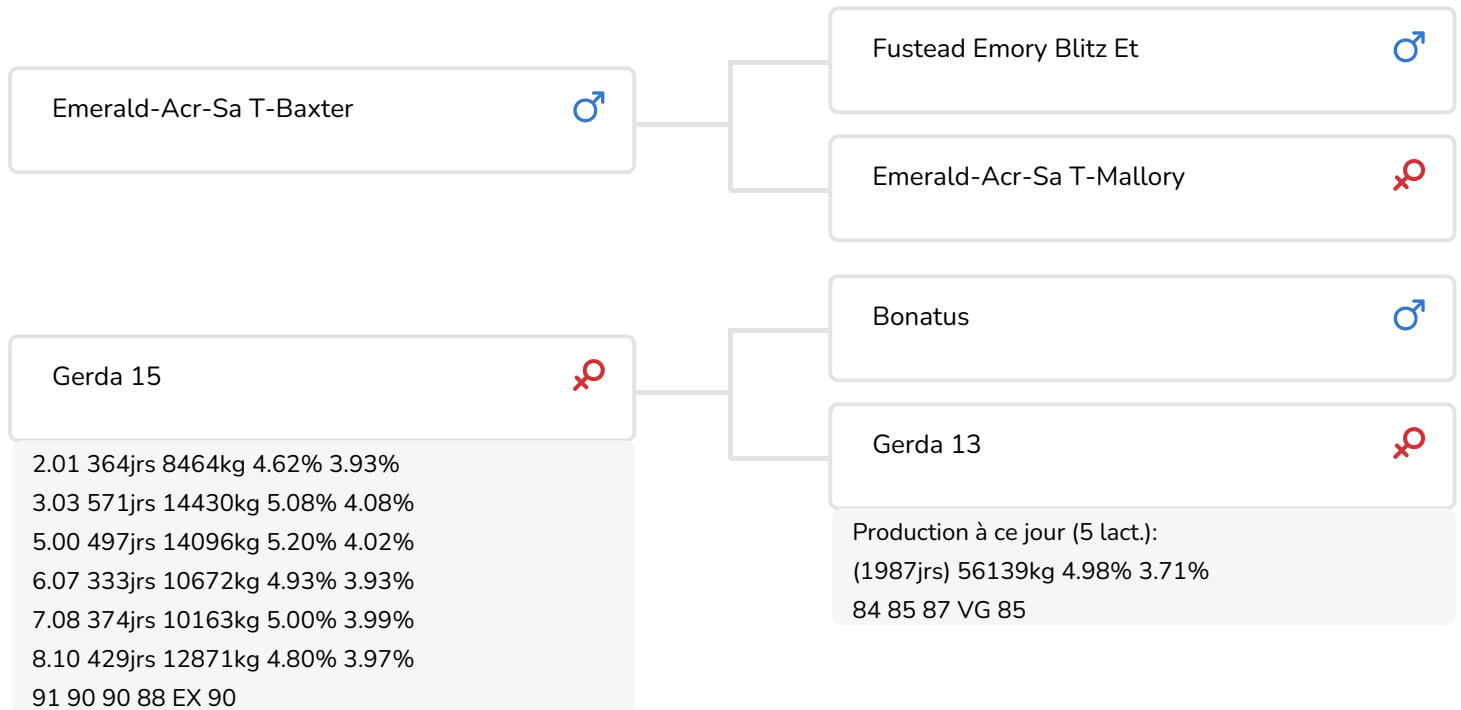 Emerald-Acr-Sa T-Baxter
Fustead Emory Blitz Et
Emerald-Acr-Sa T-Mallory
Gerda 15
2.01 364jrs 8464kg 4.62% 3.93%
3.03 571jrs 14430kg 5.08% 4.08%
5.00 497jrs 14096kg 5.20% 4.02%
6.07 333jrs 10672kg 4.93% 3.93%
7.08 374jrs 10163kg 5.00% 3.99%
8.10 429jrs 12871kg 4.80% 3.97%
91 90 90 88 EX 90
Bonatus
Gerda 13
Production à ce jour (5 lact.):
(1987jrs) 56139kg 4.98% 3.71%
84 85 87 VG 85